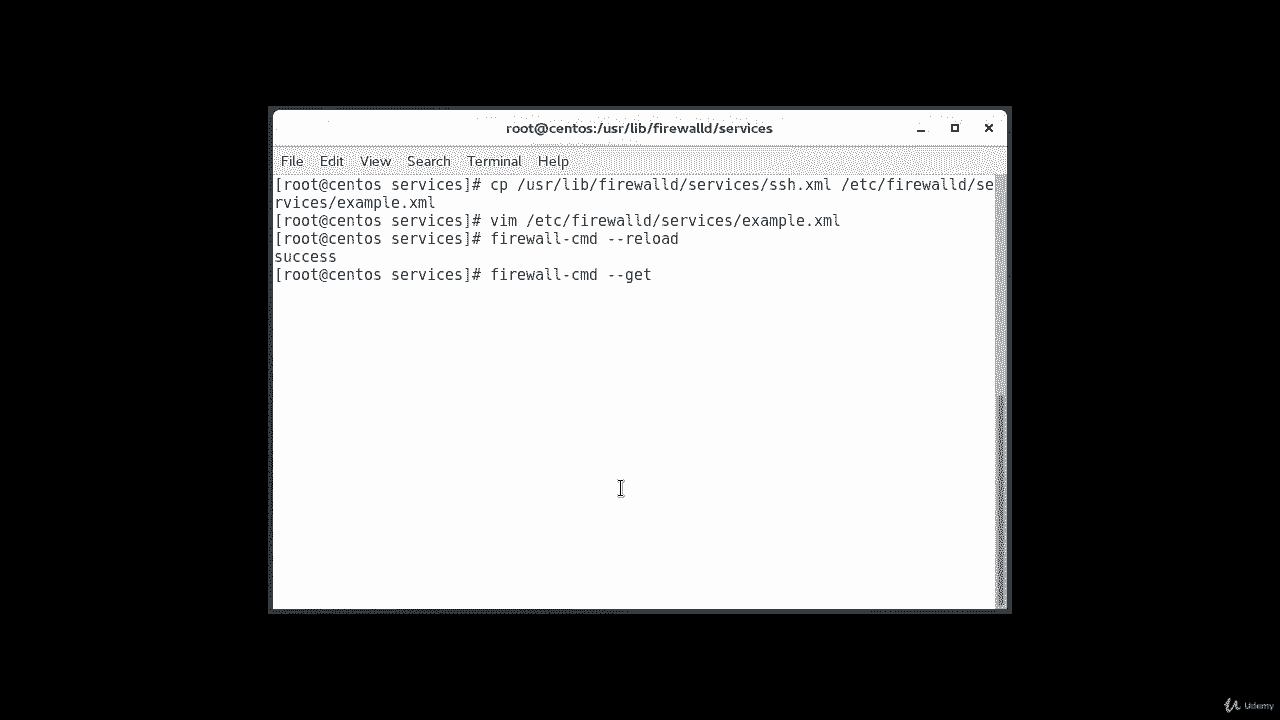 root@centos:/usr/lib/firewalld/services
File Edit View Search Terminal Help
[root@centos services]# cp /usr/lib/firewalld/services/ssh.xml /etc/firewalld/se
rvices/example.xml
[root@centos services]# vim /etc/firewalld/services/example.xml
[root@centos services]# firewall-cmd --reload
success
[root@centos services]# firewall-cmd --get
Udemy